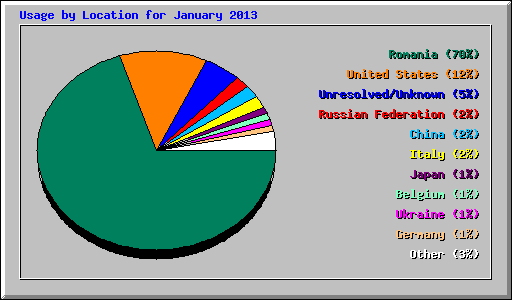 Usage by Location for January 2013
Romania (70%)
United States (12%)
Unresolved/Unknown (5%)
Russian Federation (2%)
China (2%)
Italy (2%)
Japan (1%)
Belgium (1%)
Ukraine (1%)
Germany (1%)
Other (3%)